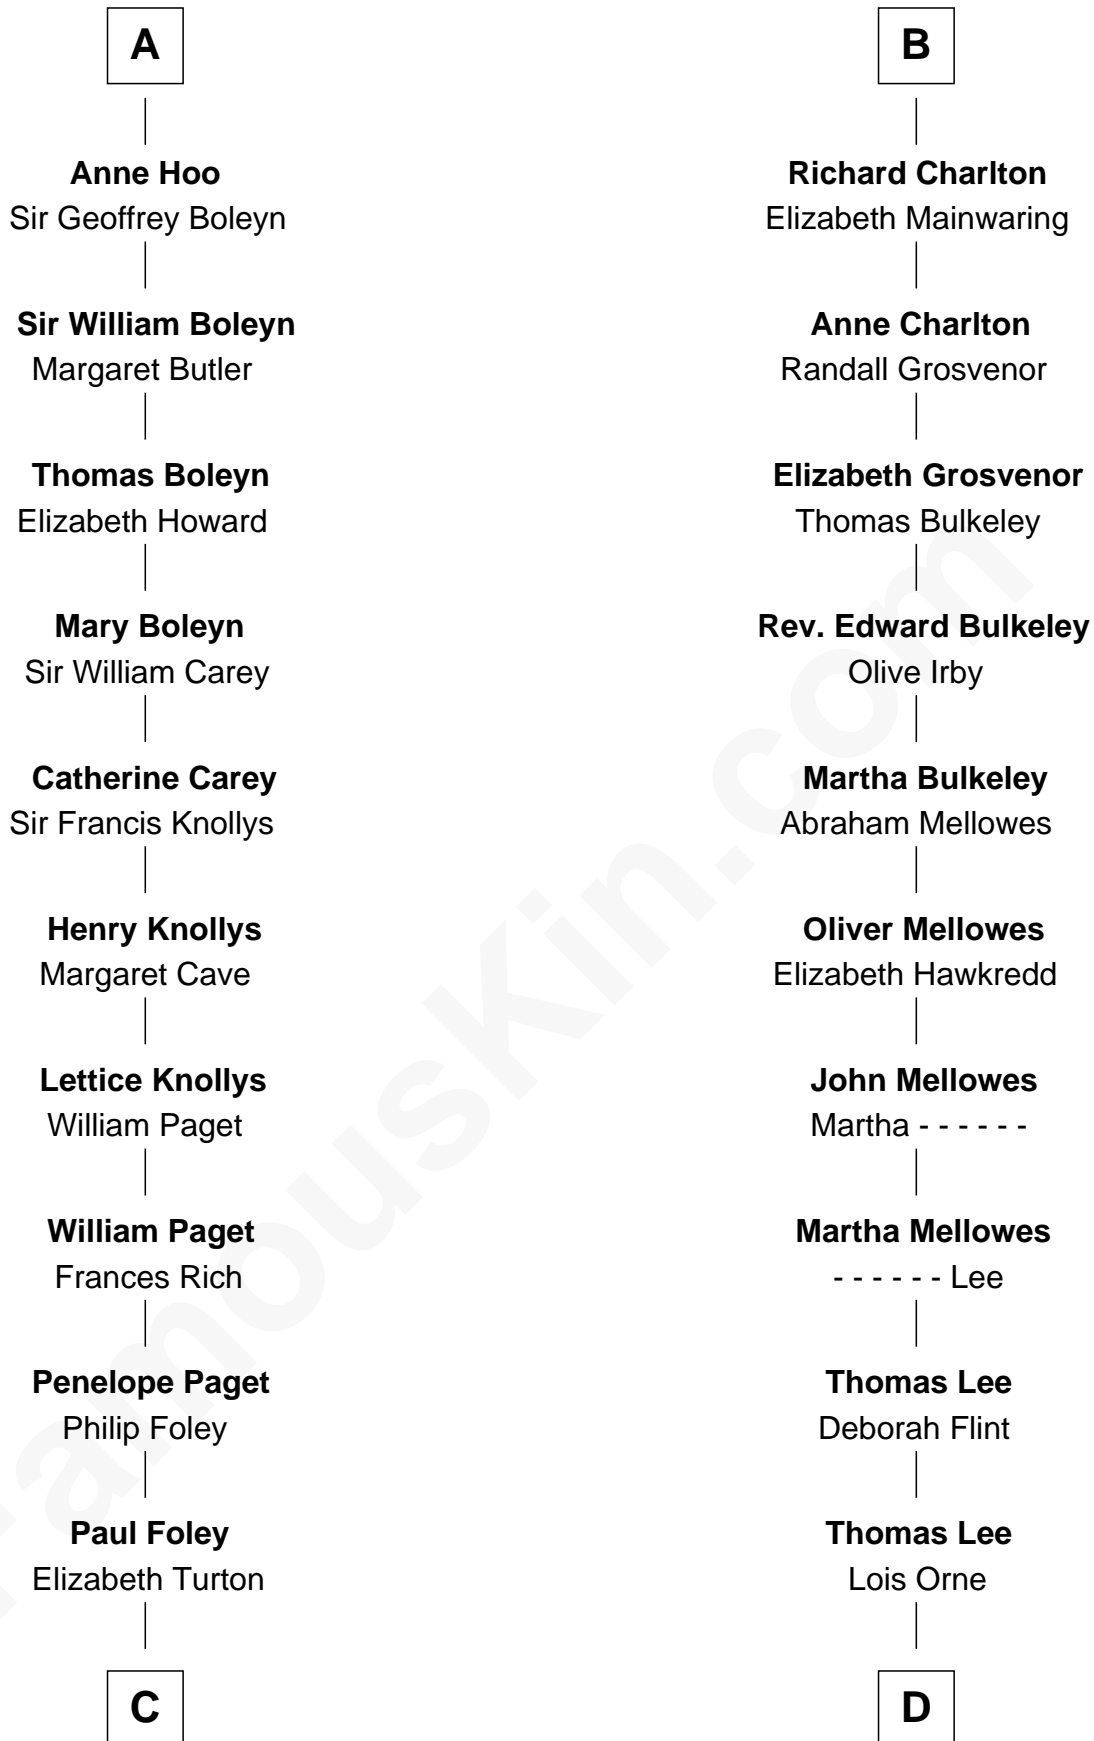 A
Anne Hoo
Sir Geoffrey Boleyn
Sir William Boleyn
Margaret Butler
Thomas Boleyn
Elizabeth Howard
Mary Boleyn
Sir William Carey
Catherine Carey
Sir Francis Knollys
Henry Knollys
Margaret Cave
Lettice Knollys
William Paget
William Paget
Frances Rich
Penelope Paget
Philip Foley
Paul Foley
Elizabeth Turton
C
B
Richard Charlton
Elizabeth Mainwaring
Anne Charlton
Randall Grosvenor
Elizabeth Grosvenor
Thomas Bulkeley
Rev. Edward Bulkeley
Olive Irby
Martha Bulkeley
Abraham Mellowes
Oliver Mellowes
Elizabeth Hawkredd
John Mellowes
Martha - - - - - -
Martha Mellowes
- - - - - - Lee
Thomas Lee
Deborah Flint
Thomas Lee
Lois Orne
D
FamousKin.com